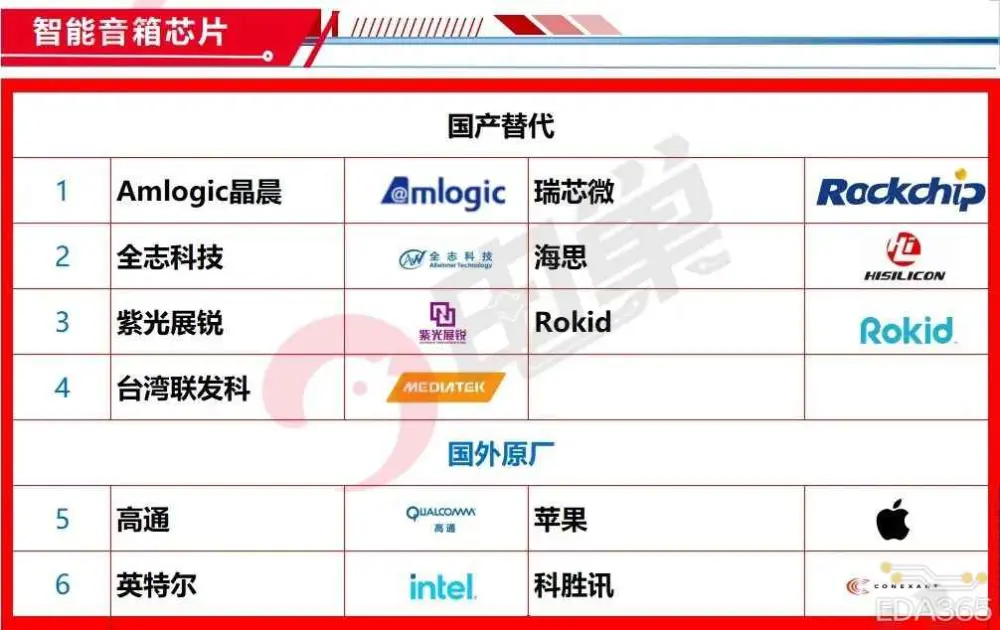 智能音箱芯片
国产替代
1 Amlogic晶晨 @mlogic 瑞芯微 Rockchip
2 全志科技 全志科技 Allwinner Technology 海思 Hi HISILICON
3 紫光展锐 紫光展锐 Rokid Rokid
4 台湾联发科 MEDIATEK
国外原厂
5 高通 QUALCOMM 高通 苹果
6 英特尔 intel. 科胜讯 CONEXANT
EDA365